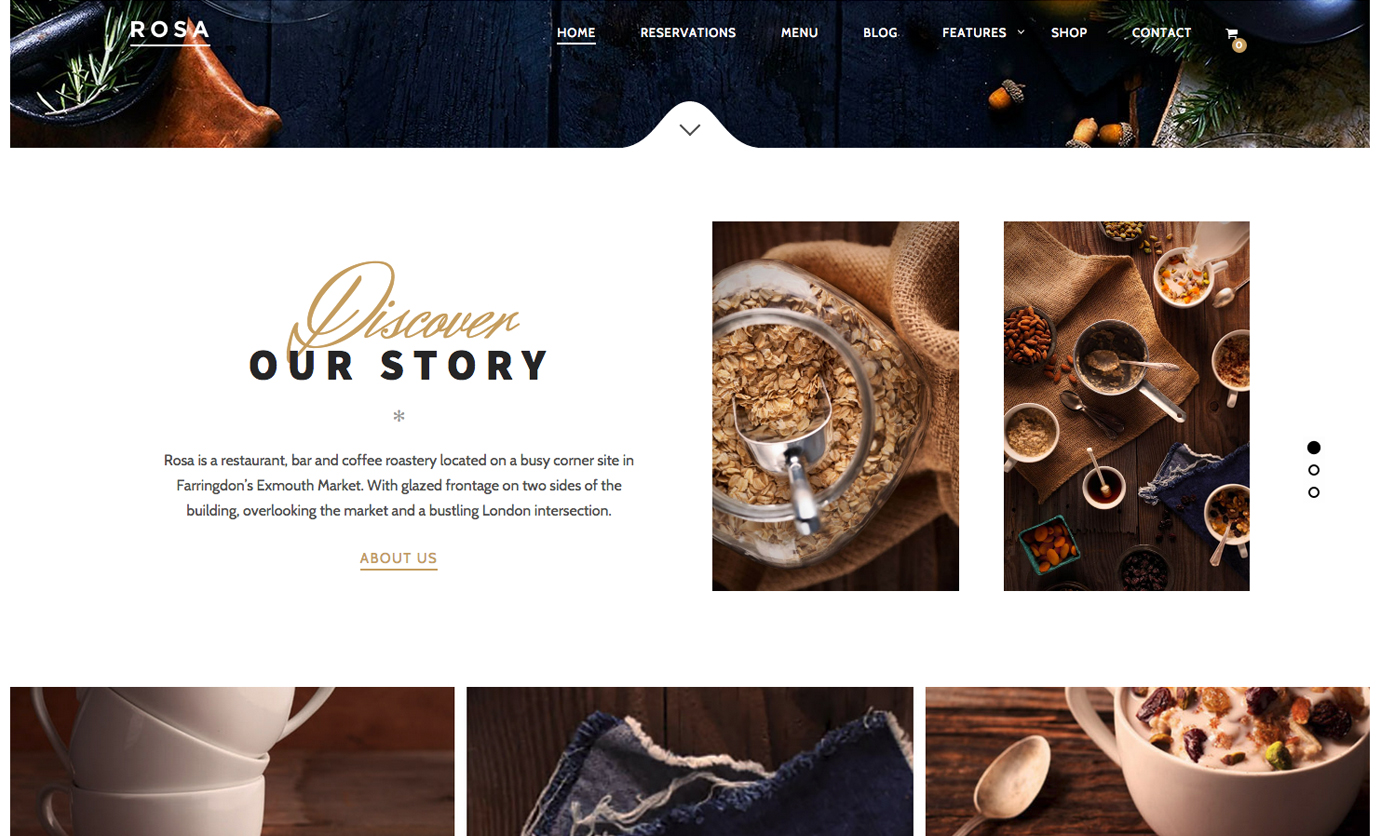 ROSA
HOME RESERVATIONS MENU BLOG FEATURES SHOP CONTACT 0
Discover
OUR STORY
Rosa is a restaurant, bar and coffee roastery located on a busy corner site in
Farringdon’s Exmouth Market. With glazed frontage on two sides of the
building, overlooking the market and a bustling London intersection.
ABOUT US